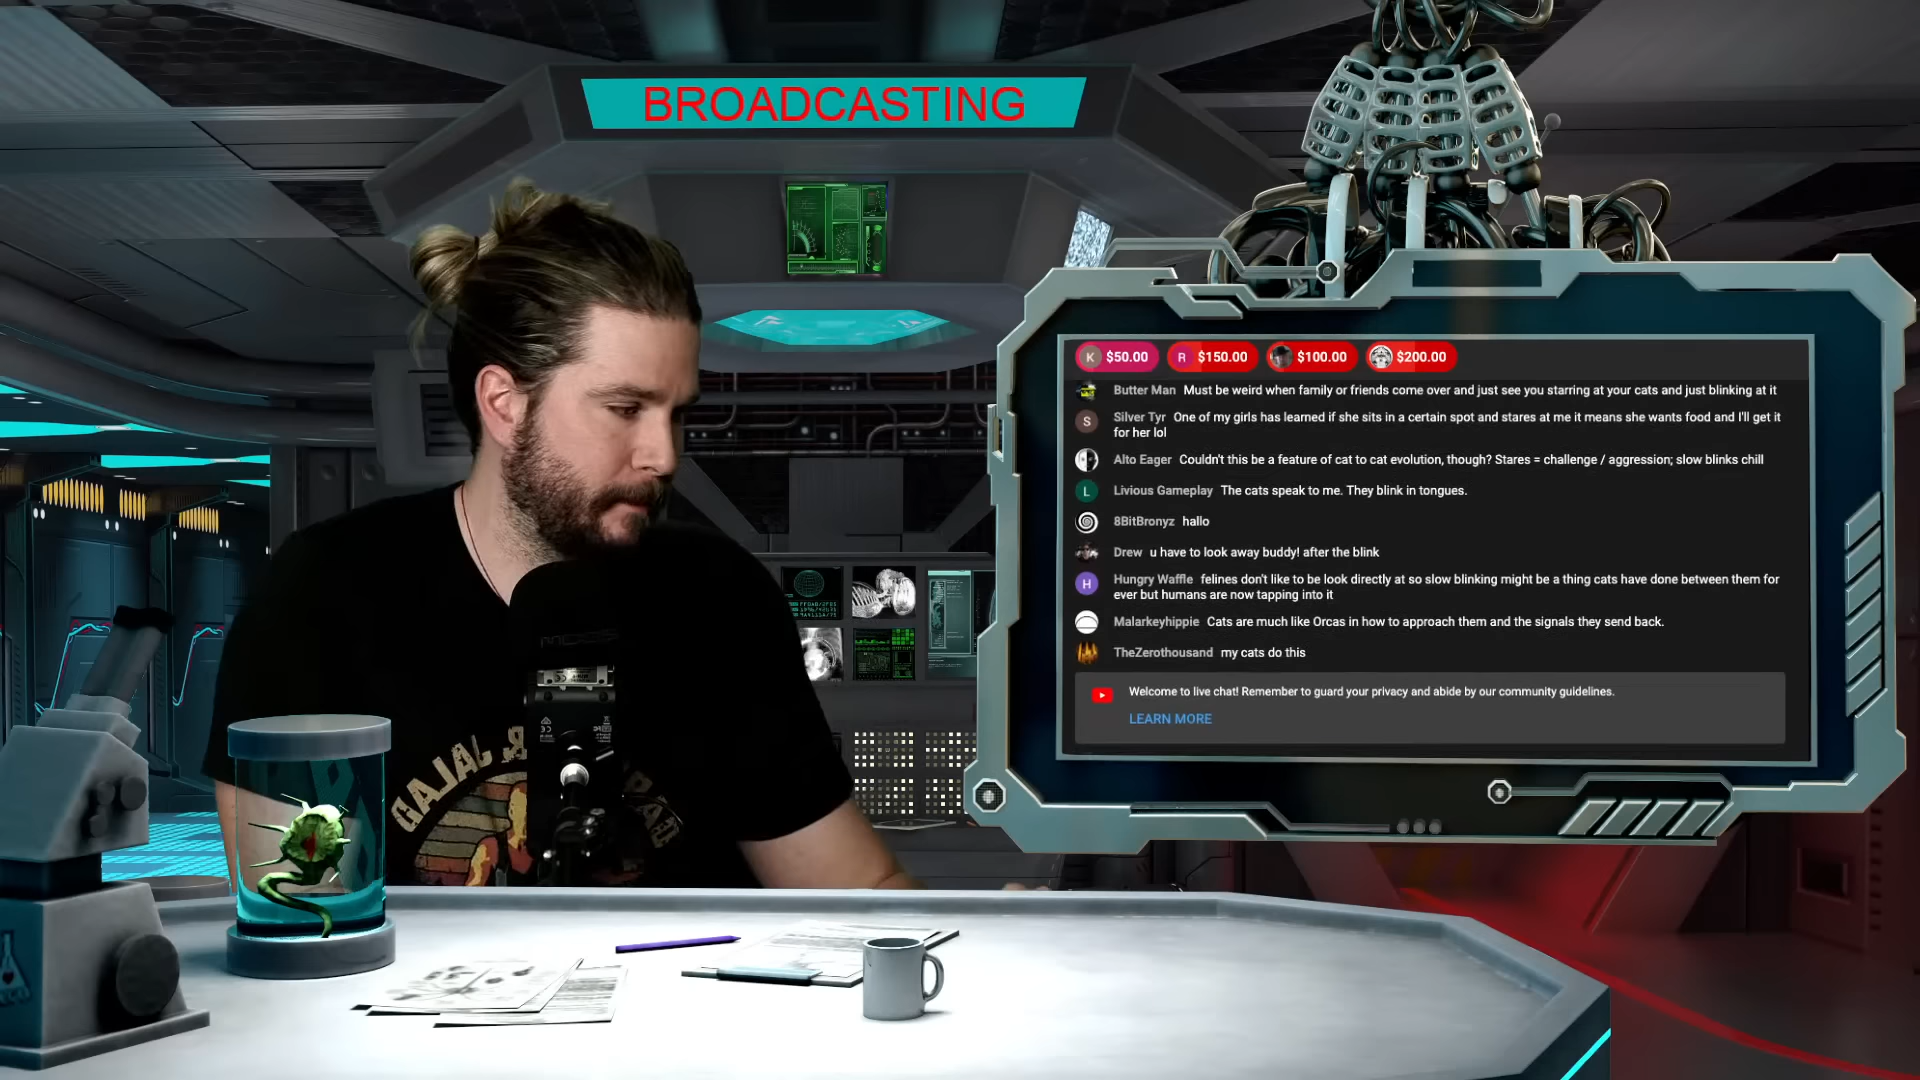 BROADCASTING
K $50.00 R $150.00 $100.00 $200.00
Butter Man Must be weird when family or friends come over and just see you starring at your cats and just blinking at it
S Silver Tyr One of my girls has learned if she sits in a certain spot and stares at me it means she wants food and I'll get it
for her lol
Alto Eager Couldn't this be a feature of cat to cat evolution, though? Stares = challenge / aggression; slow blinks chill
L Livious Gameplay The cats speak to me. They blink in tongues.
8BitBronyz hallo
Drew u have to look away buddy! after the blink
H Hungry Waffle felines don't like to be look directly at so slow blinking might be a thing cats have done between them for
ever but humans are now tapping into it
Malarkeyhippie Cats are much like Orcas in how to approach them and the signals they send back.
TheZerothousand my cats do this
Welcome to live chat! Remember to guard your privacy and abide by our community guidelines.
LEARN MORE
& JALAD